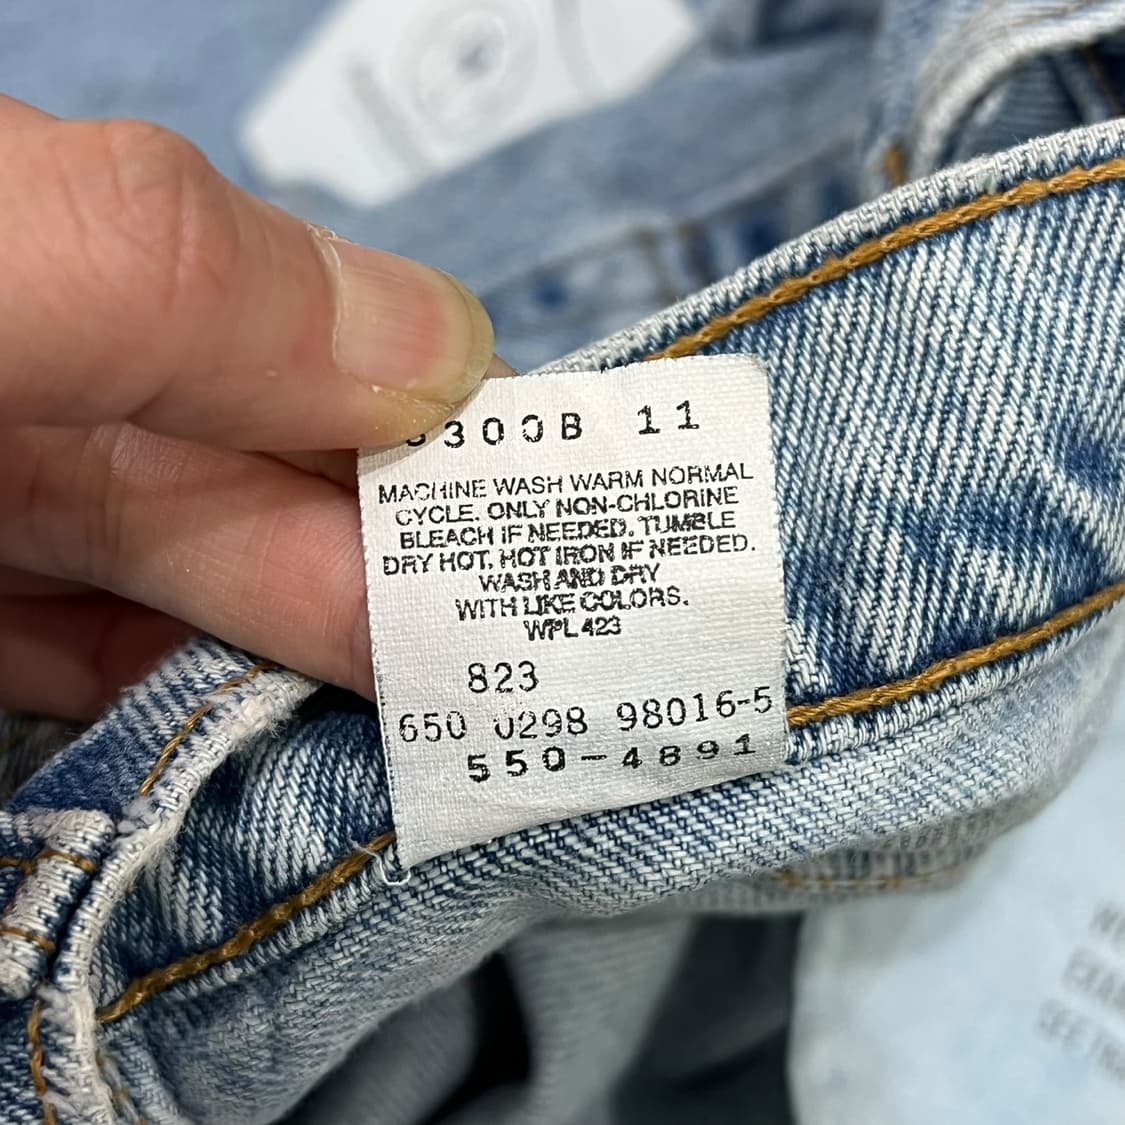 3300B 11
MACHINE WASH WARM NORMAL
CYCLE. ONLY NON-CHLORINE
BLEACH IF NEEDED. TUMBLE
DRY HOT. HOT IRON IF NEEDED.
WASH AND DRY
WITH LIKE COLORS.
WPL 423
823
650 0298 98016-5
550-4891